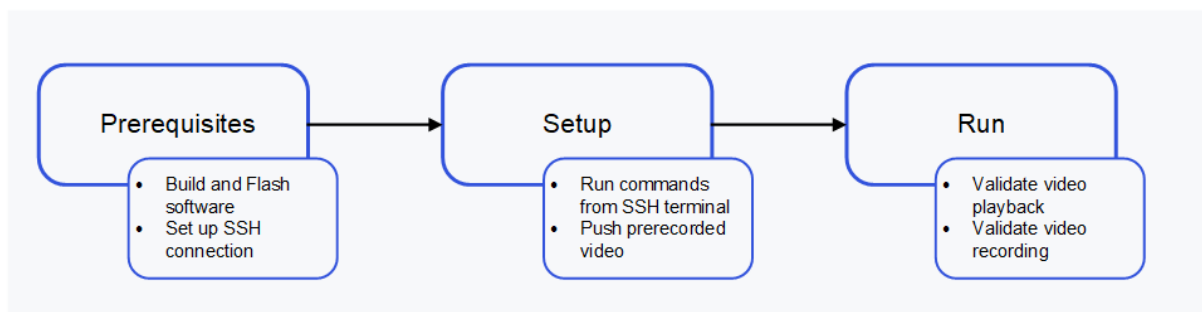 Prerequisites
• Build and Flash
software
• Set up SSH
connection
Setup
• Run commands
from SSH terminal
• Push prerecorded
video
Run
• Validate video
playback
• Validate video
recording